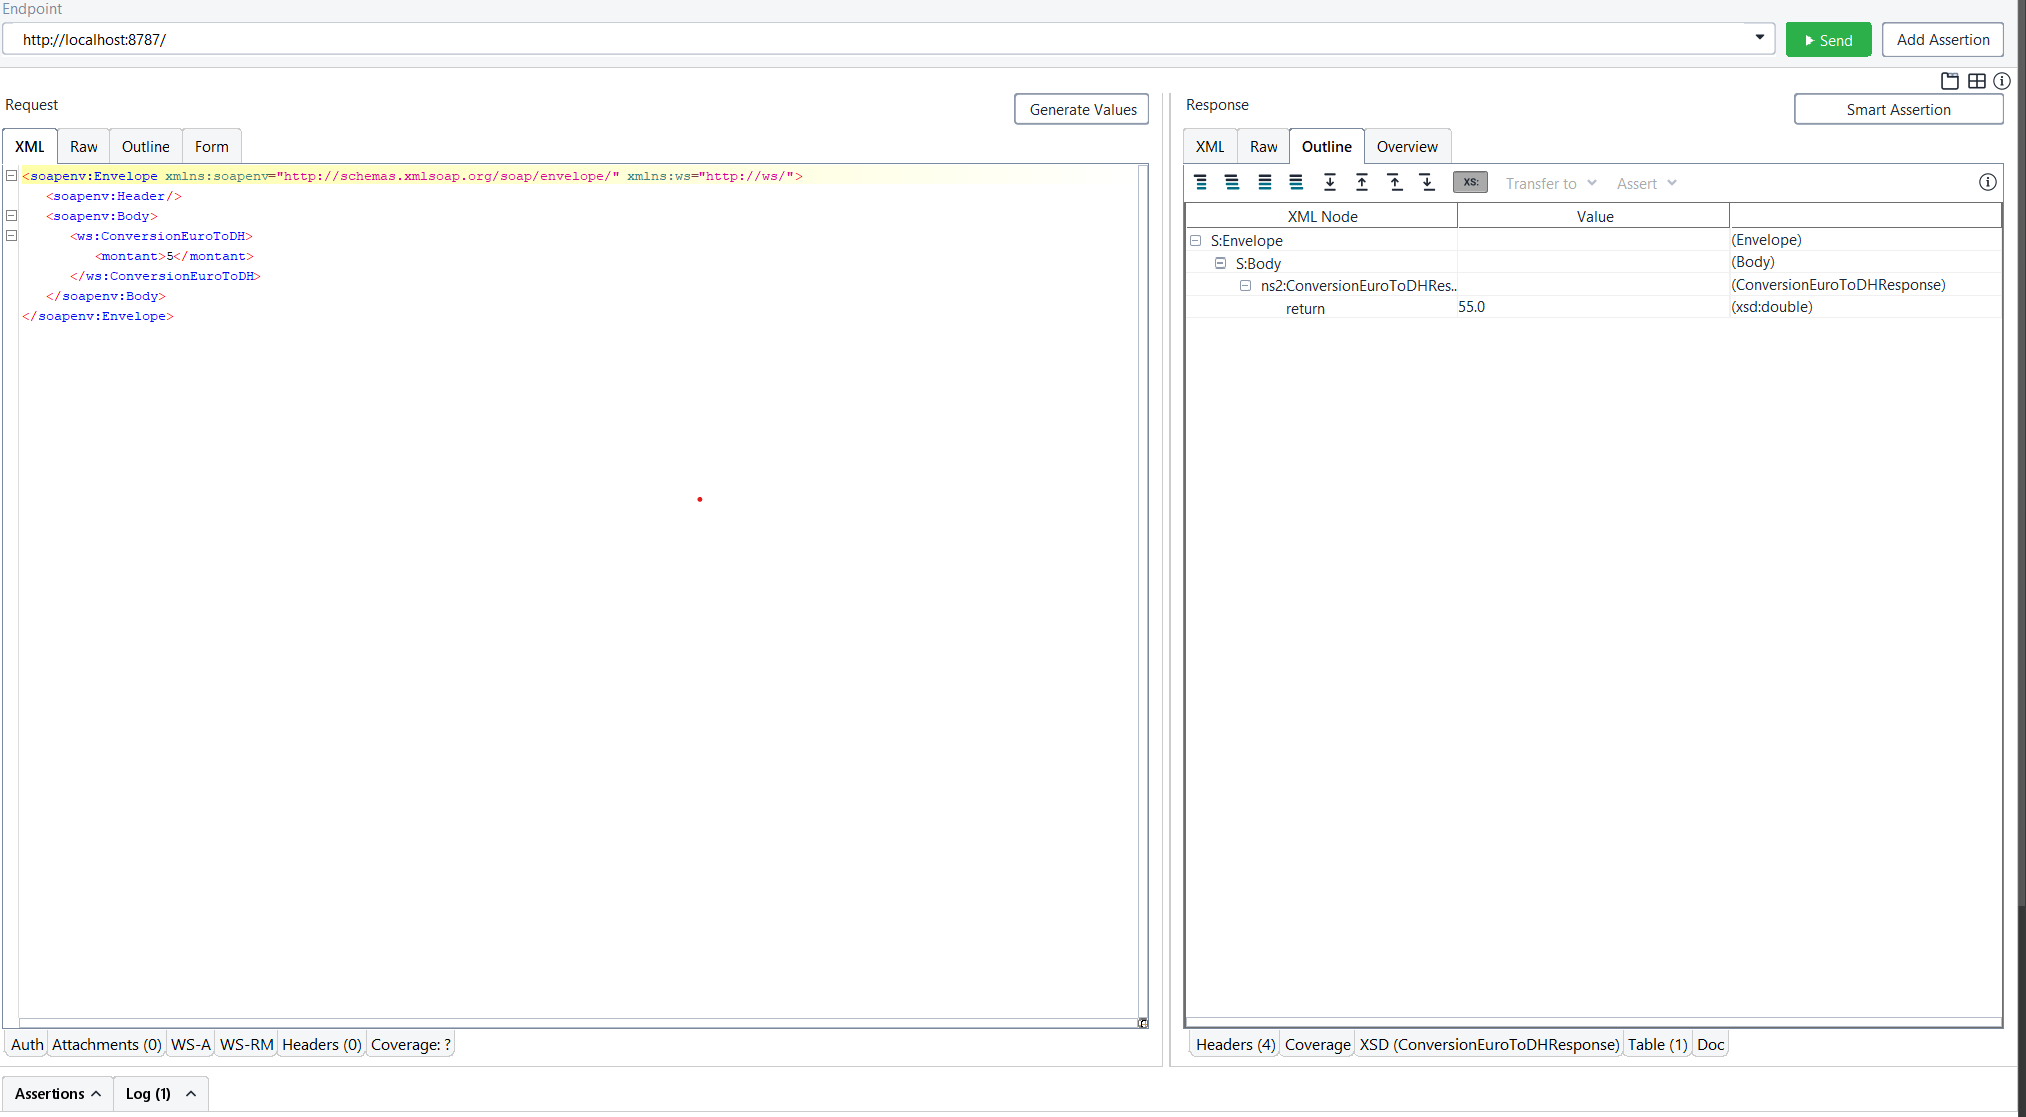 Endpoint
http://localhost:8787/
Send
Add Assertion
Request
Generate Values
XML Raw Outline Form
<soapenv:Envelope xmlns:soapenv="http://schemas.xmlsoap.org/soap/envelope/" xmlns:ws="http://ws/">
<soapenv:Header/>
<soapenv:Body>
<ws:ConversionEuroToDH>
<montant>5</montant>
</ws:ConversionEuroToDH>
</soapenv:Body>
</soapenv:Envelope>
Auth Attachments (0) WS-A WS-RM Headers (0) Coverage: ?
Response
Smart Assertion
XML Raw Outline Overview
XS: Transfer to Assert
XML Node Value
S:Envelope (Envelope)
S:Body (Body)
ns2:ConversionEuroToDHRes.. (ConversionEuroToDHResponse)
return 55.0 (xsd:double)
Headers (4) Coverage XSD (ConversionEuroToDHResponse) Table (1) Doc
Assertions Log (1)